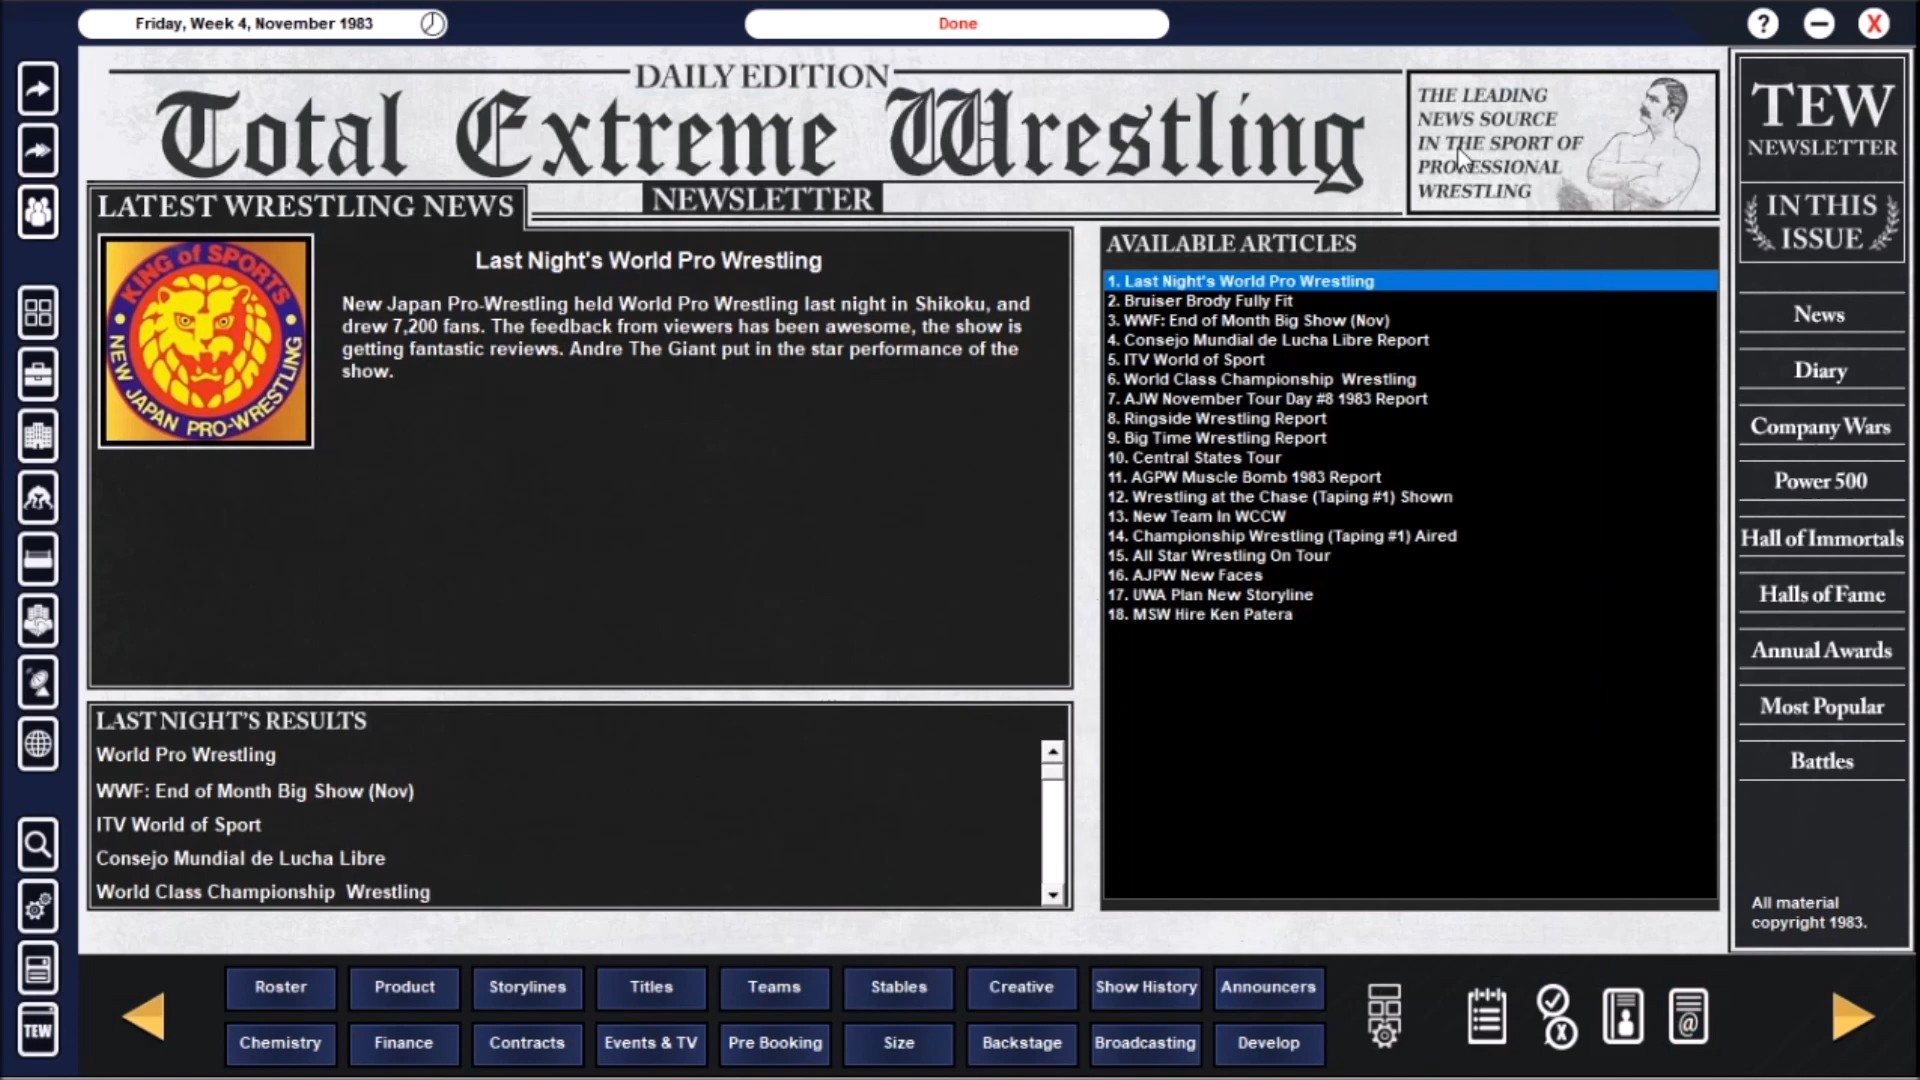 Friday, Week 4, November 1983
Done
?
X
DAILY EDITION
Total Extreme Wrestling
NEWSLETTER
THE LEADING
NEWS SOURCE
IN THE SPORT OF
PROFESSIONAL
WRESTLING
LATEST WRESTLING NEWS
KING of SPORTS
NEW JAPAN PRO-WRESTLING
Last Night's World Pro Wrestling
New Japan Pro-Wrestling held World Pro Wrestling last night in Shikoku, and
drew 7,200 fans. The feedback from viewers has been awesome, the show is
getting fantastic reviews. Andre The Giant put in the star performance of the
show.
LAST NIGHT'S RESULTS
World Pro Wrestling
WWF: End of Month Big Show (Nov)
ITV World of Sport
Consejo Mundial de Lucha Libre
World Class Championship  Wrestling
AVAILABLE ARTICLES
1. Last Night's World Pro Wrestling
2. Bruiser Brody Fully Fit
3. WWF: End of Month Big Show (Nov)
4. Consejo Mundial de Lucha Libre Report
5. ITV World of Sport
6. World Class Championship  Wrestling
7. AJW November Tour Day #8 1983 Report
8. Ringside Wrestling Report
9. Big Time Wrestling Report
10. Central States Tour
11. AGPW Muscle Bomb 1983 Report
12. Wrestling at the Chase (Taping #1) Shown
13. New Team In WCCW
14. Championship Wrestling (Taping #1) Aired
15. All Star Wrestling On Tour
16. AJPW New Faces
17. UWA Plan New Storyline
18. MSW Hire Ken Patera
TEW
NEWSLETTER
IN THIS
ISSUE
News
Diary
Company Wars
Power 500
Hall of Immortals
Halls of Fame
Annual Awards
Most Popular
Battles
All material
copyright 1983.
TEW
Roster
Product
Storylines
Titles
Teams
Stables
Creative
Show History
Announcers
Chemistry
Finance
Contracts
Events & TV
Pre Booking
Size
Backstage
Broadcasting
Develop